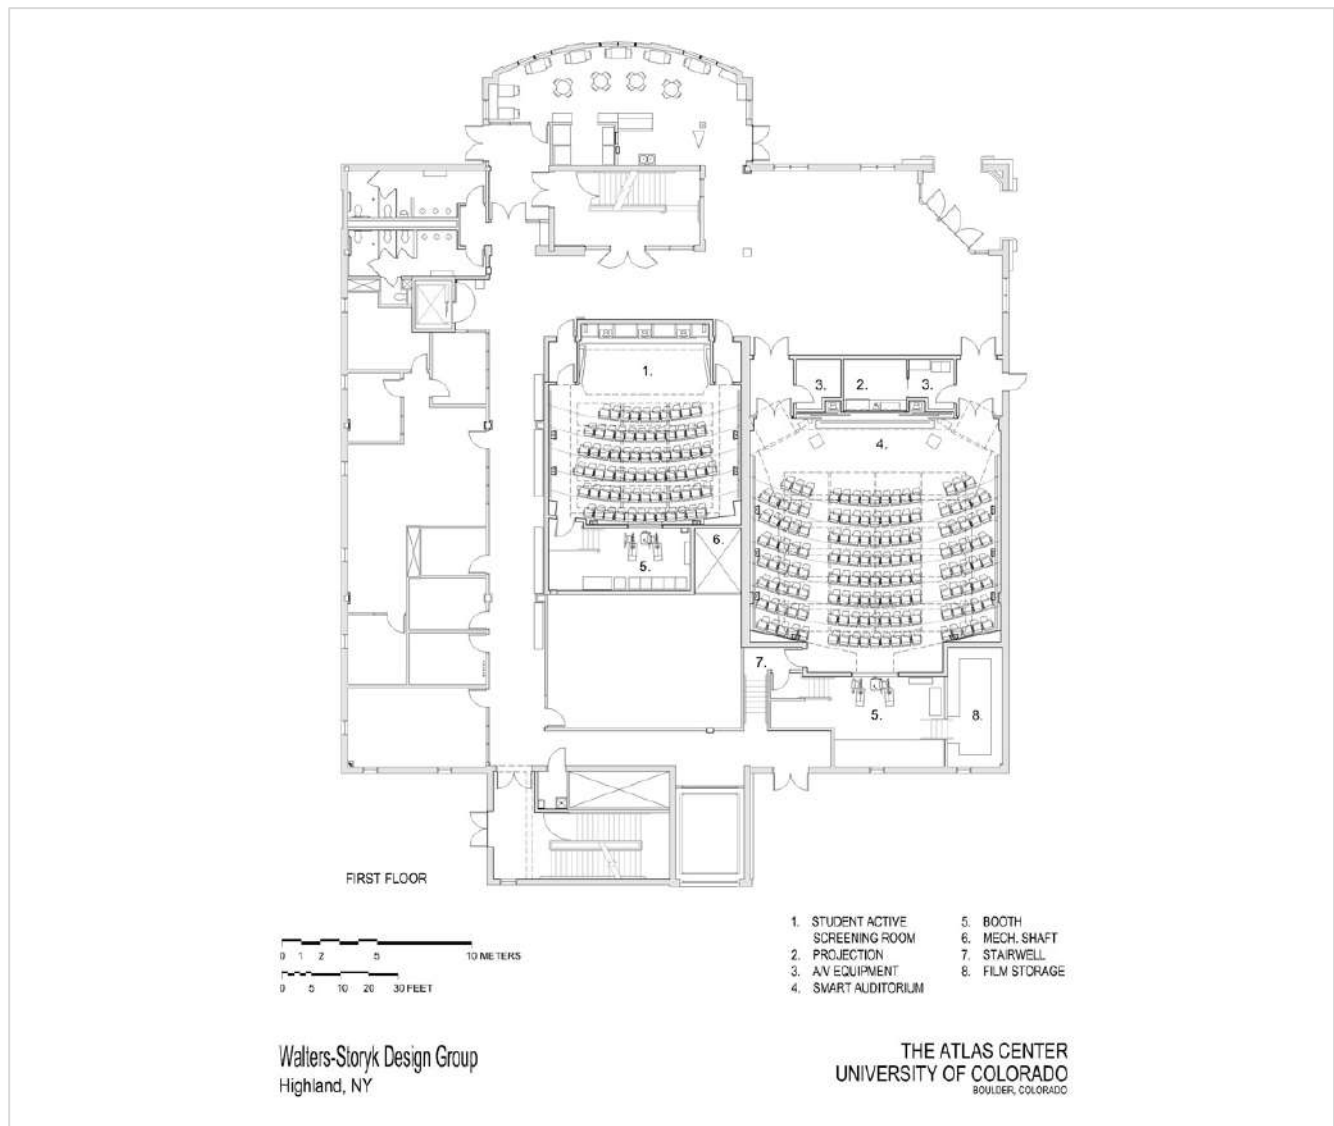 1.
3.
2.
3.
4.
6.
5.
7.
5.
8.
FIRST FLOOR
0 1 2 5 10 METERS
0 5 10 20 30 FEET
1. STUDENT ACTIVE
SCREENING ROOM
2. PROJECTION
3. A/V EQUIPMENT
4. SMART AUDITORIUM
5. BOOTH
6. MECH. SHAFT
7. STAIRWELL
8. FILM STORAGE
Walters-Storyk Design Group
Highland, NY
THE ATLAS CENTER
UNIVERSITY OF COLORADO
BOULDER, COLORADO